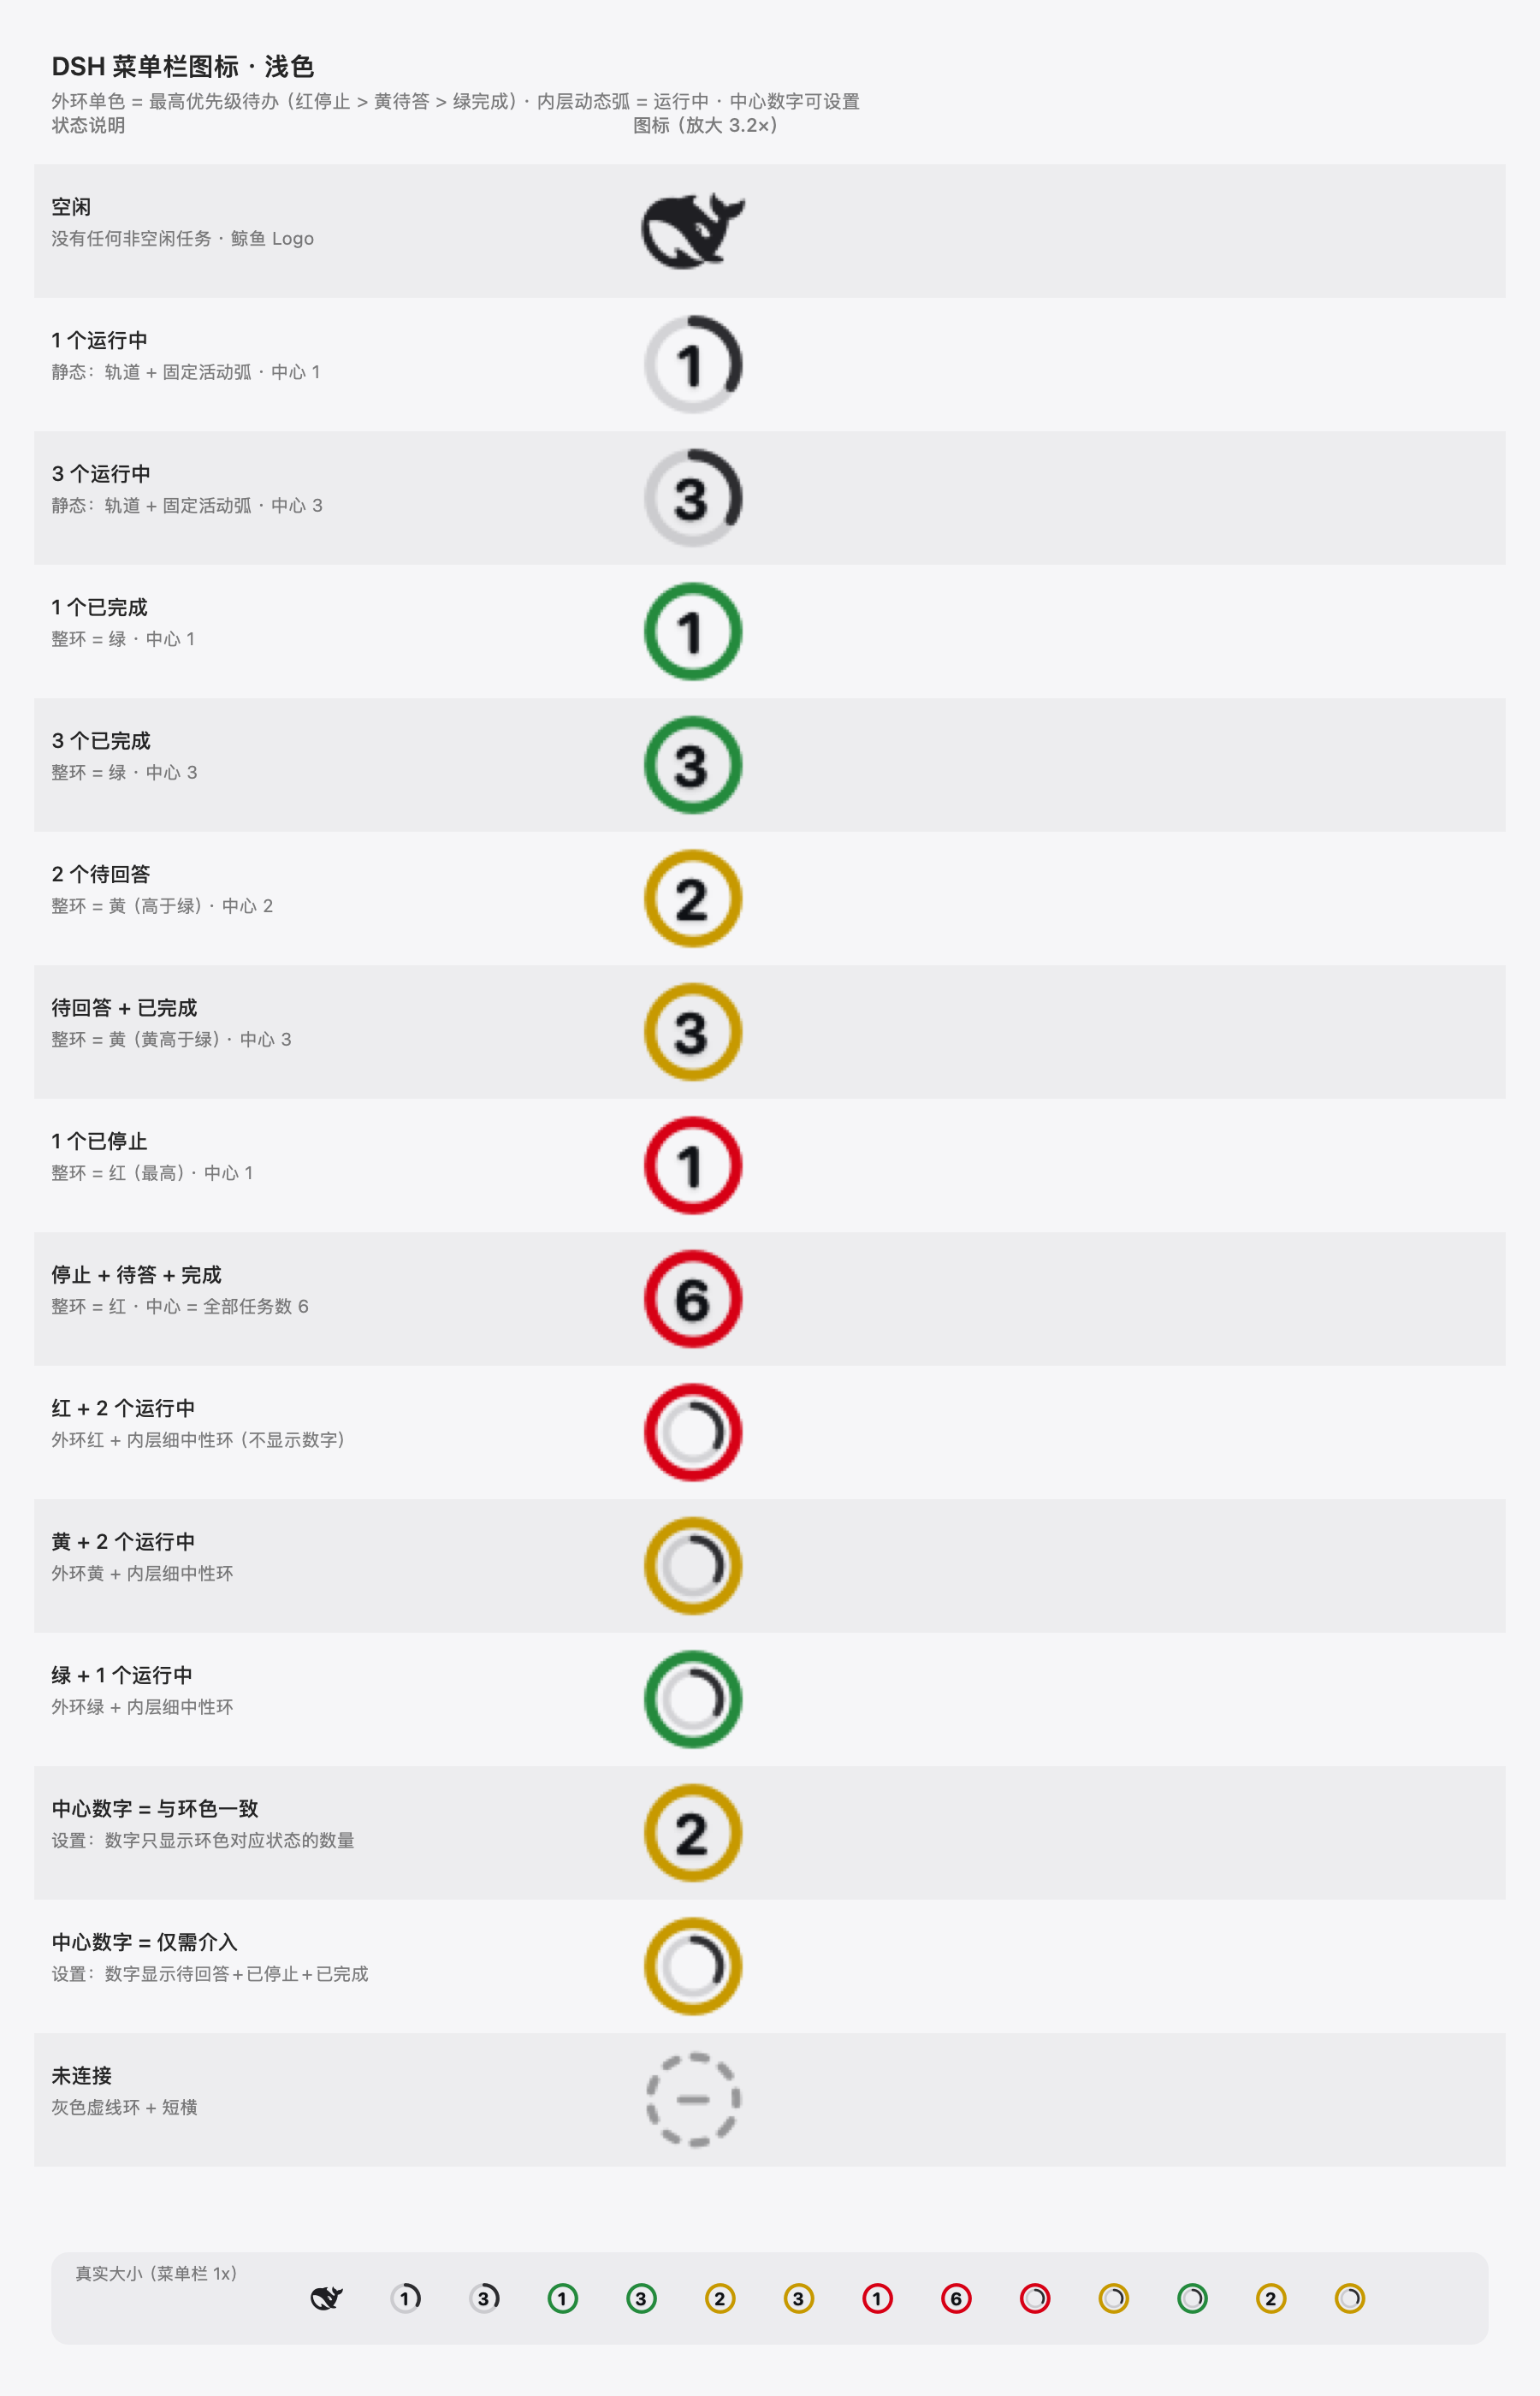 DSH 菜单栏图标 · 浅色
外环单色 = 最高优先级待办（红停止 > 黄待答 > 绿完成）· 内层动态弧 = 运行中 · 中心数字可设置
状态说明
图标（放大 3.2×）
空闲
没有任何非空闲任务 · 鲸鱼 Logo
1 个运行中
静态：轨道 + 固定活动弧 · 中心 1
1
3 个运行中
静态：轨道 + 固定活动弧 · 中心 3
3
1 个已完成
整环 = 绿 · 中心 1
1
3 个已完成
整环 = 绿 · 中心 3
3
2 个待回答
整环 = 黄（高于绿）· 中心 2
2
待回答 + 已完成
整环 = 黄（黄高于绿）· 中心 3
3
1 个已停止
整环 = 红（最高）· 中心 1
1
停止 + 待答 + 完成
整环 = 红 · 中心 = 全部任务数 6
6
红 + 2 个运行中
外环红 + 内层细中性环（不显示数字）
黄 + 2 个运行中
外环黄 + 内层细中性环
绿 + 1 个运行中
外环绿 + 内层细中性环
中心数字 = 与环色一致
设置：数字只显示环色对应状态的数量
2
中心数字 = 仅需介入
设置：数字显示待回答+已停止+已完成
未连接
灰色虚线环 + 短横
真实大小（菜单栏 1x）
1 3 1 3 2 3 1 6 2